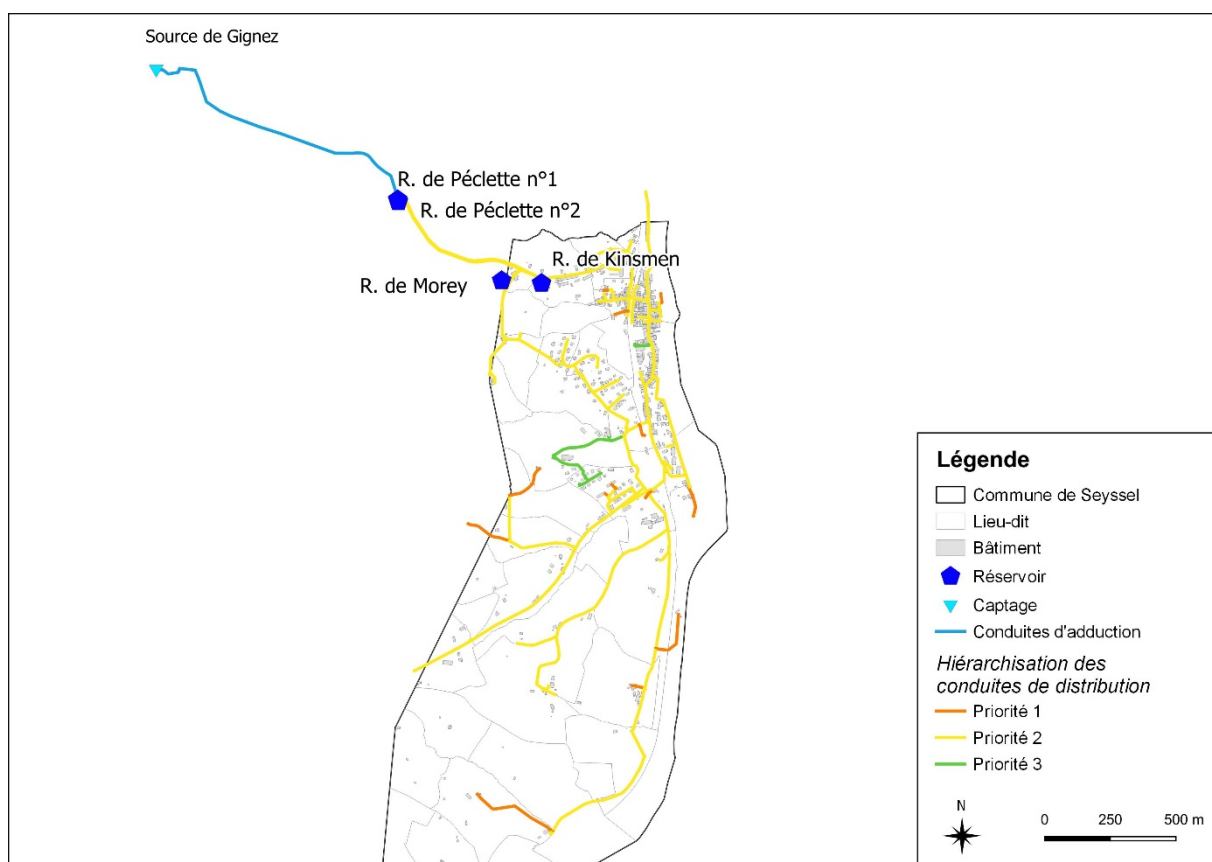 Source de Gignez
R. de Péclette n°1
R. de Péclette n°2
R. de Kinsmen
R. de Morey
Légende
Commune de Seyssel
Lieu-dit
Bâtiment
Réservoir
Captage
Conduites d'adduction
Hiérarchisation des
conduites de distribution
Priorité 1
Priorité 2
Priorité 3
N
0 250 500 m